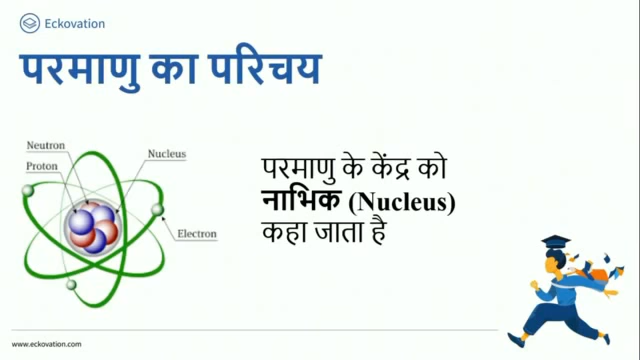 Eckovation
परमाणु का परिचय
Neutron
Proton
Nucleus
Electron
परमाणु के केंद्र को
नाभिक (Nucleus)
कहा जाता है
www.eckovation.com